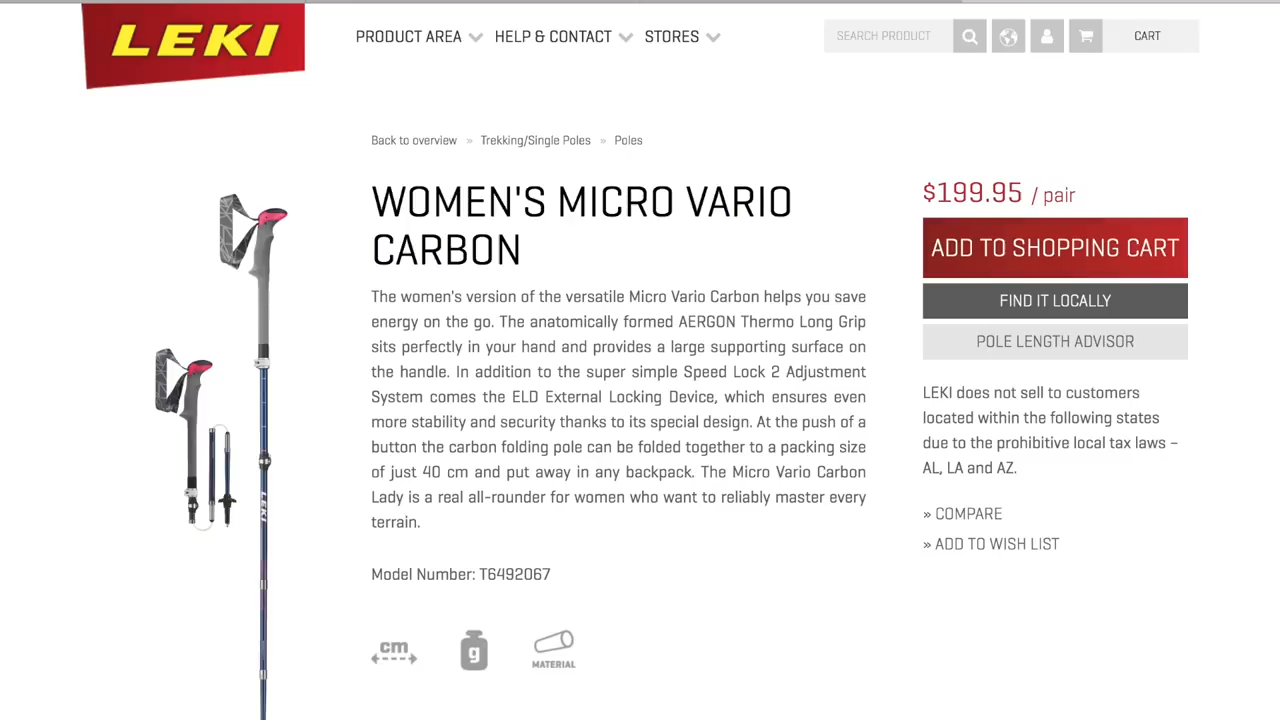 LEKI
PRODUCT AREA
HELP & CONTACT
STORES
SEARCH PRODUCT
CART
Back to overview » Trekking/Single Poles » Poles
WOMEN'S MICRO VARIO
CARBON
The women's version of the versatile Micro Vario Carbon helps you save
energy on the go. The anatomically formed AERGON Thermo Long Grip
sits perfectly in your hand and provides a large supporting surface on
the handle. In addition to the super simple Speed Lock 2 Adjustment
System comes the ELD External Locking Device, which ensures even
more stability and security thanks to its special design. At the push of a
button the carbon folding pole can be folded together to a packing size
of just 40 cm and put away in any backpack. The Micro Vario Carbon
Lady is a real all-rounder for women who want to reliably master every
terrain.
Model Number: T6492067
cm
g
MATERIAL
$199.95 / pair
ADD TO SHOPPING CART
FIND IT LOCALLY
POLE LENGTH ADVISOR
LEKI does not sell to customers
located within the following states
due to the prohibitive local tax laws –
AL, LA and AZ.
» COMPARE
» ADD TO WISH LIST
LEKI